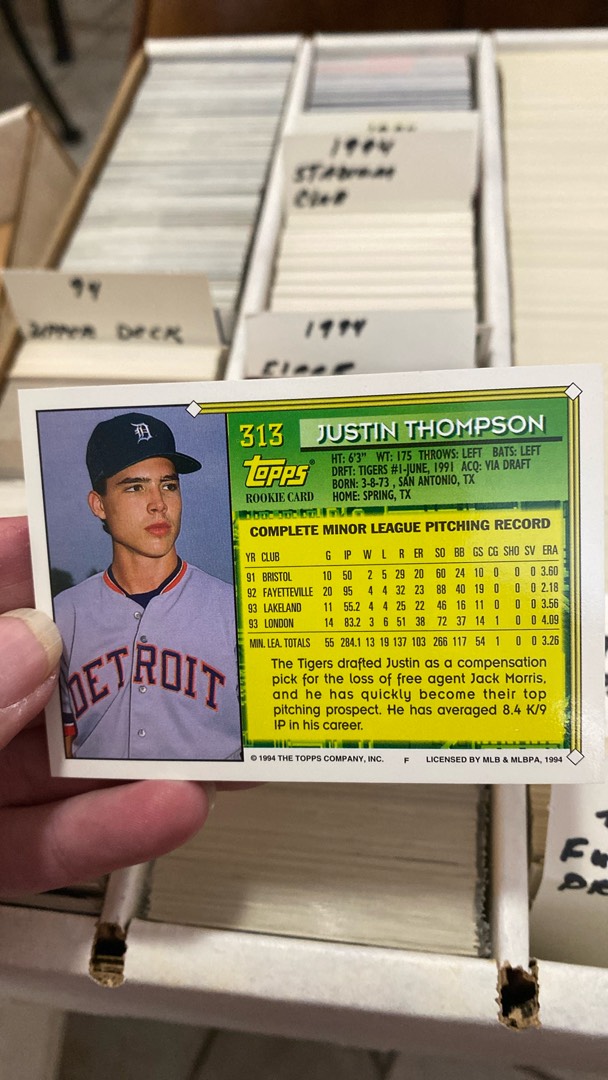 1994
STADIUM
CLUB
94
UPPER DECK
1994
313
JUSTIN THOMPSON
topps®
ROOKIE CARD
HT: 6'3" WT: 175 THROWS: LEFT BATS: LEFT
DRFT: TIGERS #1-JUNE, 1991 ACQ: VIA DRAFT
BORN: 3-8-73, SAN ANTONIO, TX
HOME: SPRING, TX
COMPLETE MINOR LEAGUE PITCHING RECORD
YR CLUB G IP W L R ER SO BB GS CG SHO SV ERA
91 BRISTOL 10 50 2 5 29 20 60 24 10 0 0 0 3.60
92 FAYETTEVILLE 20 95 4 4 32 23 88 40 19 0 0 0 2.18
93 LAKELAND 11 55.2 4 4 25 22 46 16 11 0 0 0 3.56
93 LONDON 14 83.2 3 6 51 38 72 37 14 1 0 0 4.09
MIN. LEA. TOTALS 55 284.1 13 19 137 103 266 117 54 1 0 0 3.26
The Tigers drafted Justin as a compensation
pick for the loss of free agent Jack Morris,
and he has quickly become their top
pitching prospect. He has averaged 8.4 K/9
IP in his career.
D
DETROIT
© 1994 THE TOPPS COMPANY, INC. F LICENSED BY MLB & MLBPA, 1994